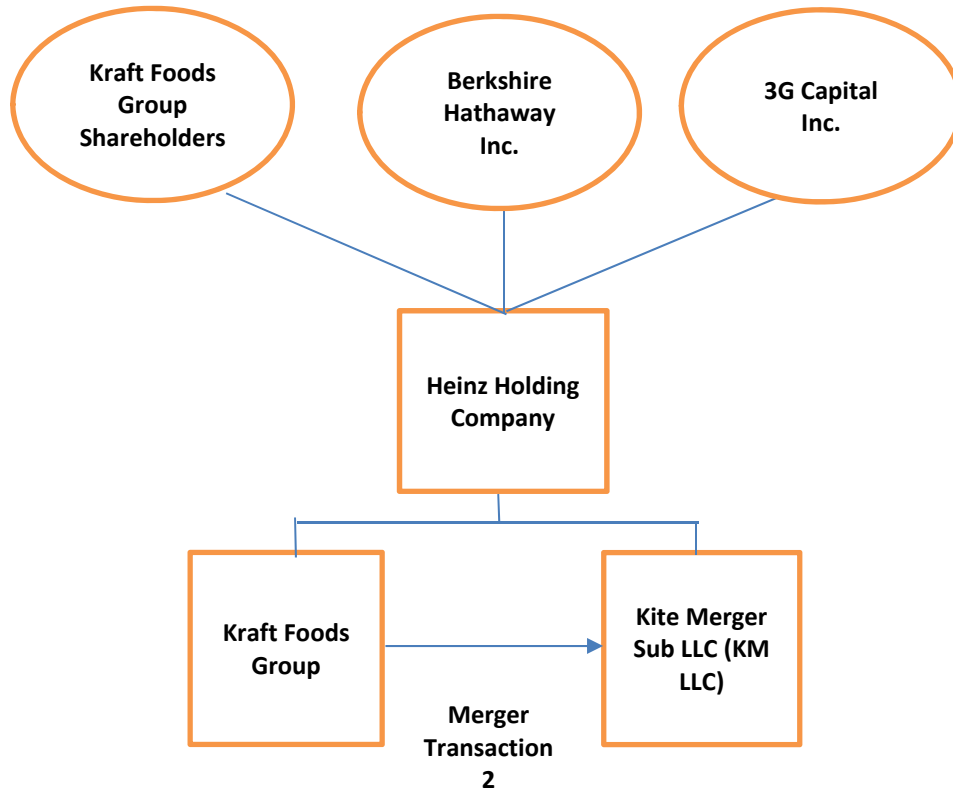 Kraft Foods
Group
Shareholders
Berkshire
Hathaway
Inc.
3G Capital
Inc.
Heinz Holding
Company
Kraft Foods
Group
Kite Merger
Sub LLC (KM
LLC)
Merger
Transaction
2